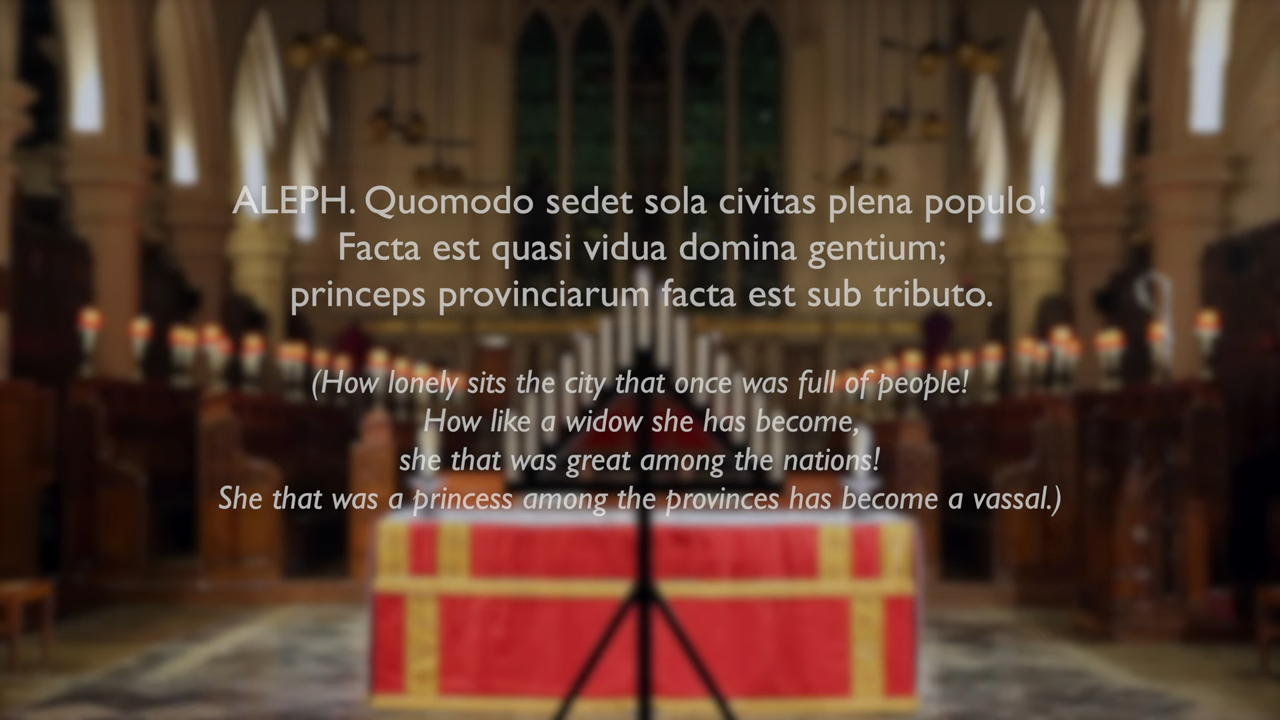 ALEPH. Quomodo sedet sola civitas plena populo!
Facta est quasi vidua domina gentium;
princeps provinciarum facta est sub tributo.
(How lonely sits the city that once was full of people!
How like a widow she has become,
she that was great among the nations!
She that was a princess among the provinces has become a vassal.)